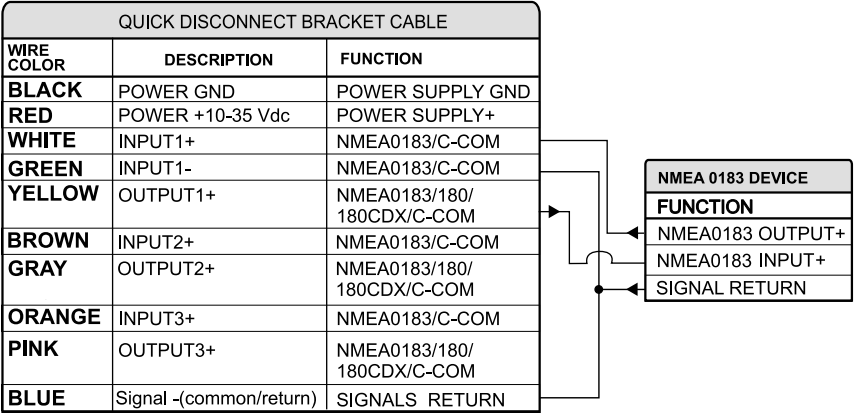 QUICK DISCONNECT BRACKET CABLE
WIRE
COLOR
DESCRIPTION
FUNCTION
BLACK POWER GND POWER SUPPLY GND
RED POWER +10-35 Vdc POWER SUPPLY+
WHITE INPUT1+ NMEA0183/C-COM
GREEN INPUT1- NMEA0183/C-COM
YELLOW OUTPUT1+ NMEA0183/180/
180CDX/C-COM
BROWN INPUT2+ NMEA0183/C-COM
GRAY OUTPUT2+ NMEA0183/180/
180CDX/C-COM
ORANGE INPUT3+ NMEA0183/C-COM
PINK OUTPUT3+ NMEA0183/180/
180CDX/C-COM
BLUE Signal -(common/return) SIGNALS RETURN
NMEA 0183 DEVICE
FUNCTION
NMEA0183 OUTPUT+
NMEA0183 INPUT+
SIGNAL RETURN